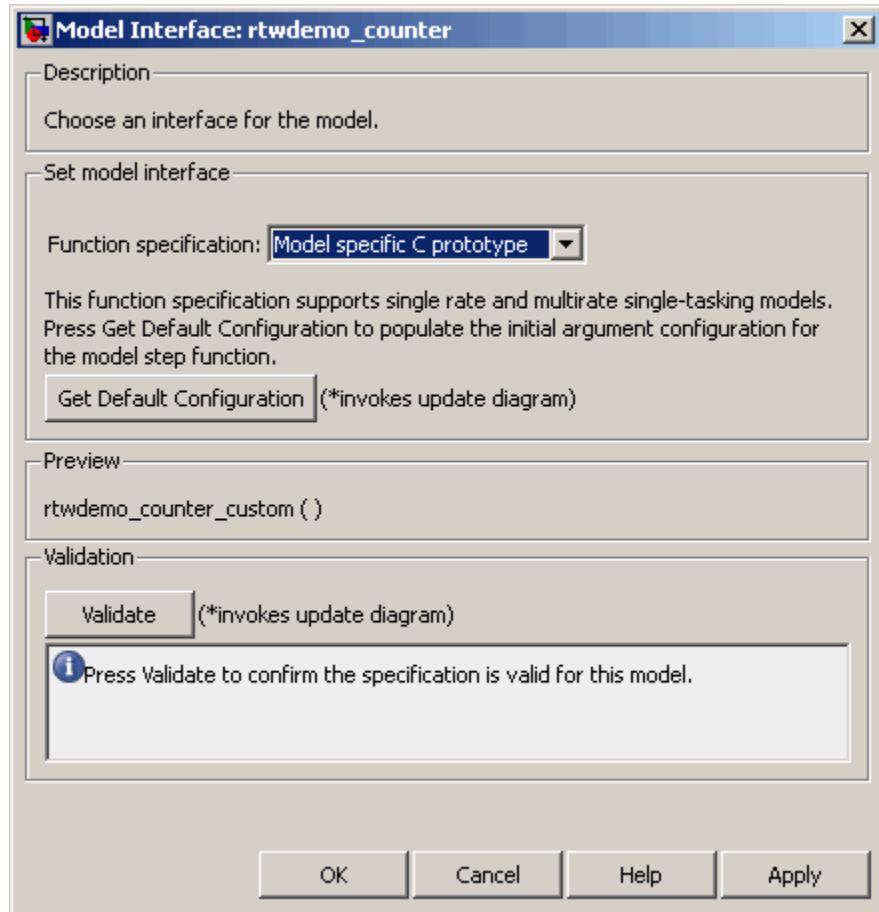 Model Interface: rtwdemo_counter
Description
Choose an interface for the model.
Set model interface
Function specification: Model specific C prototype
This function specification supports single rate and multirate single-tasking models.
Press Get Default Configuration to populate the initial argument configuration for
the model step function.
Get Default Configuration (*invokes update diagram)
Preview
rtwdemo_counter_custom ( )
Validation
Validate (*invokes update diagram)
Press Validate to confirm the specification is valid for this model.
OK Cancel Help Apply